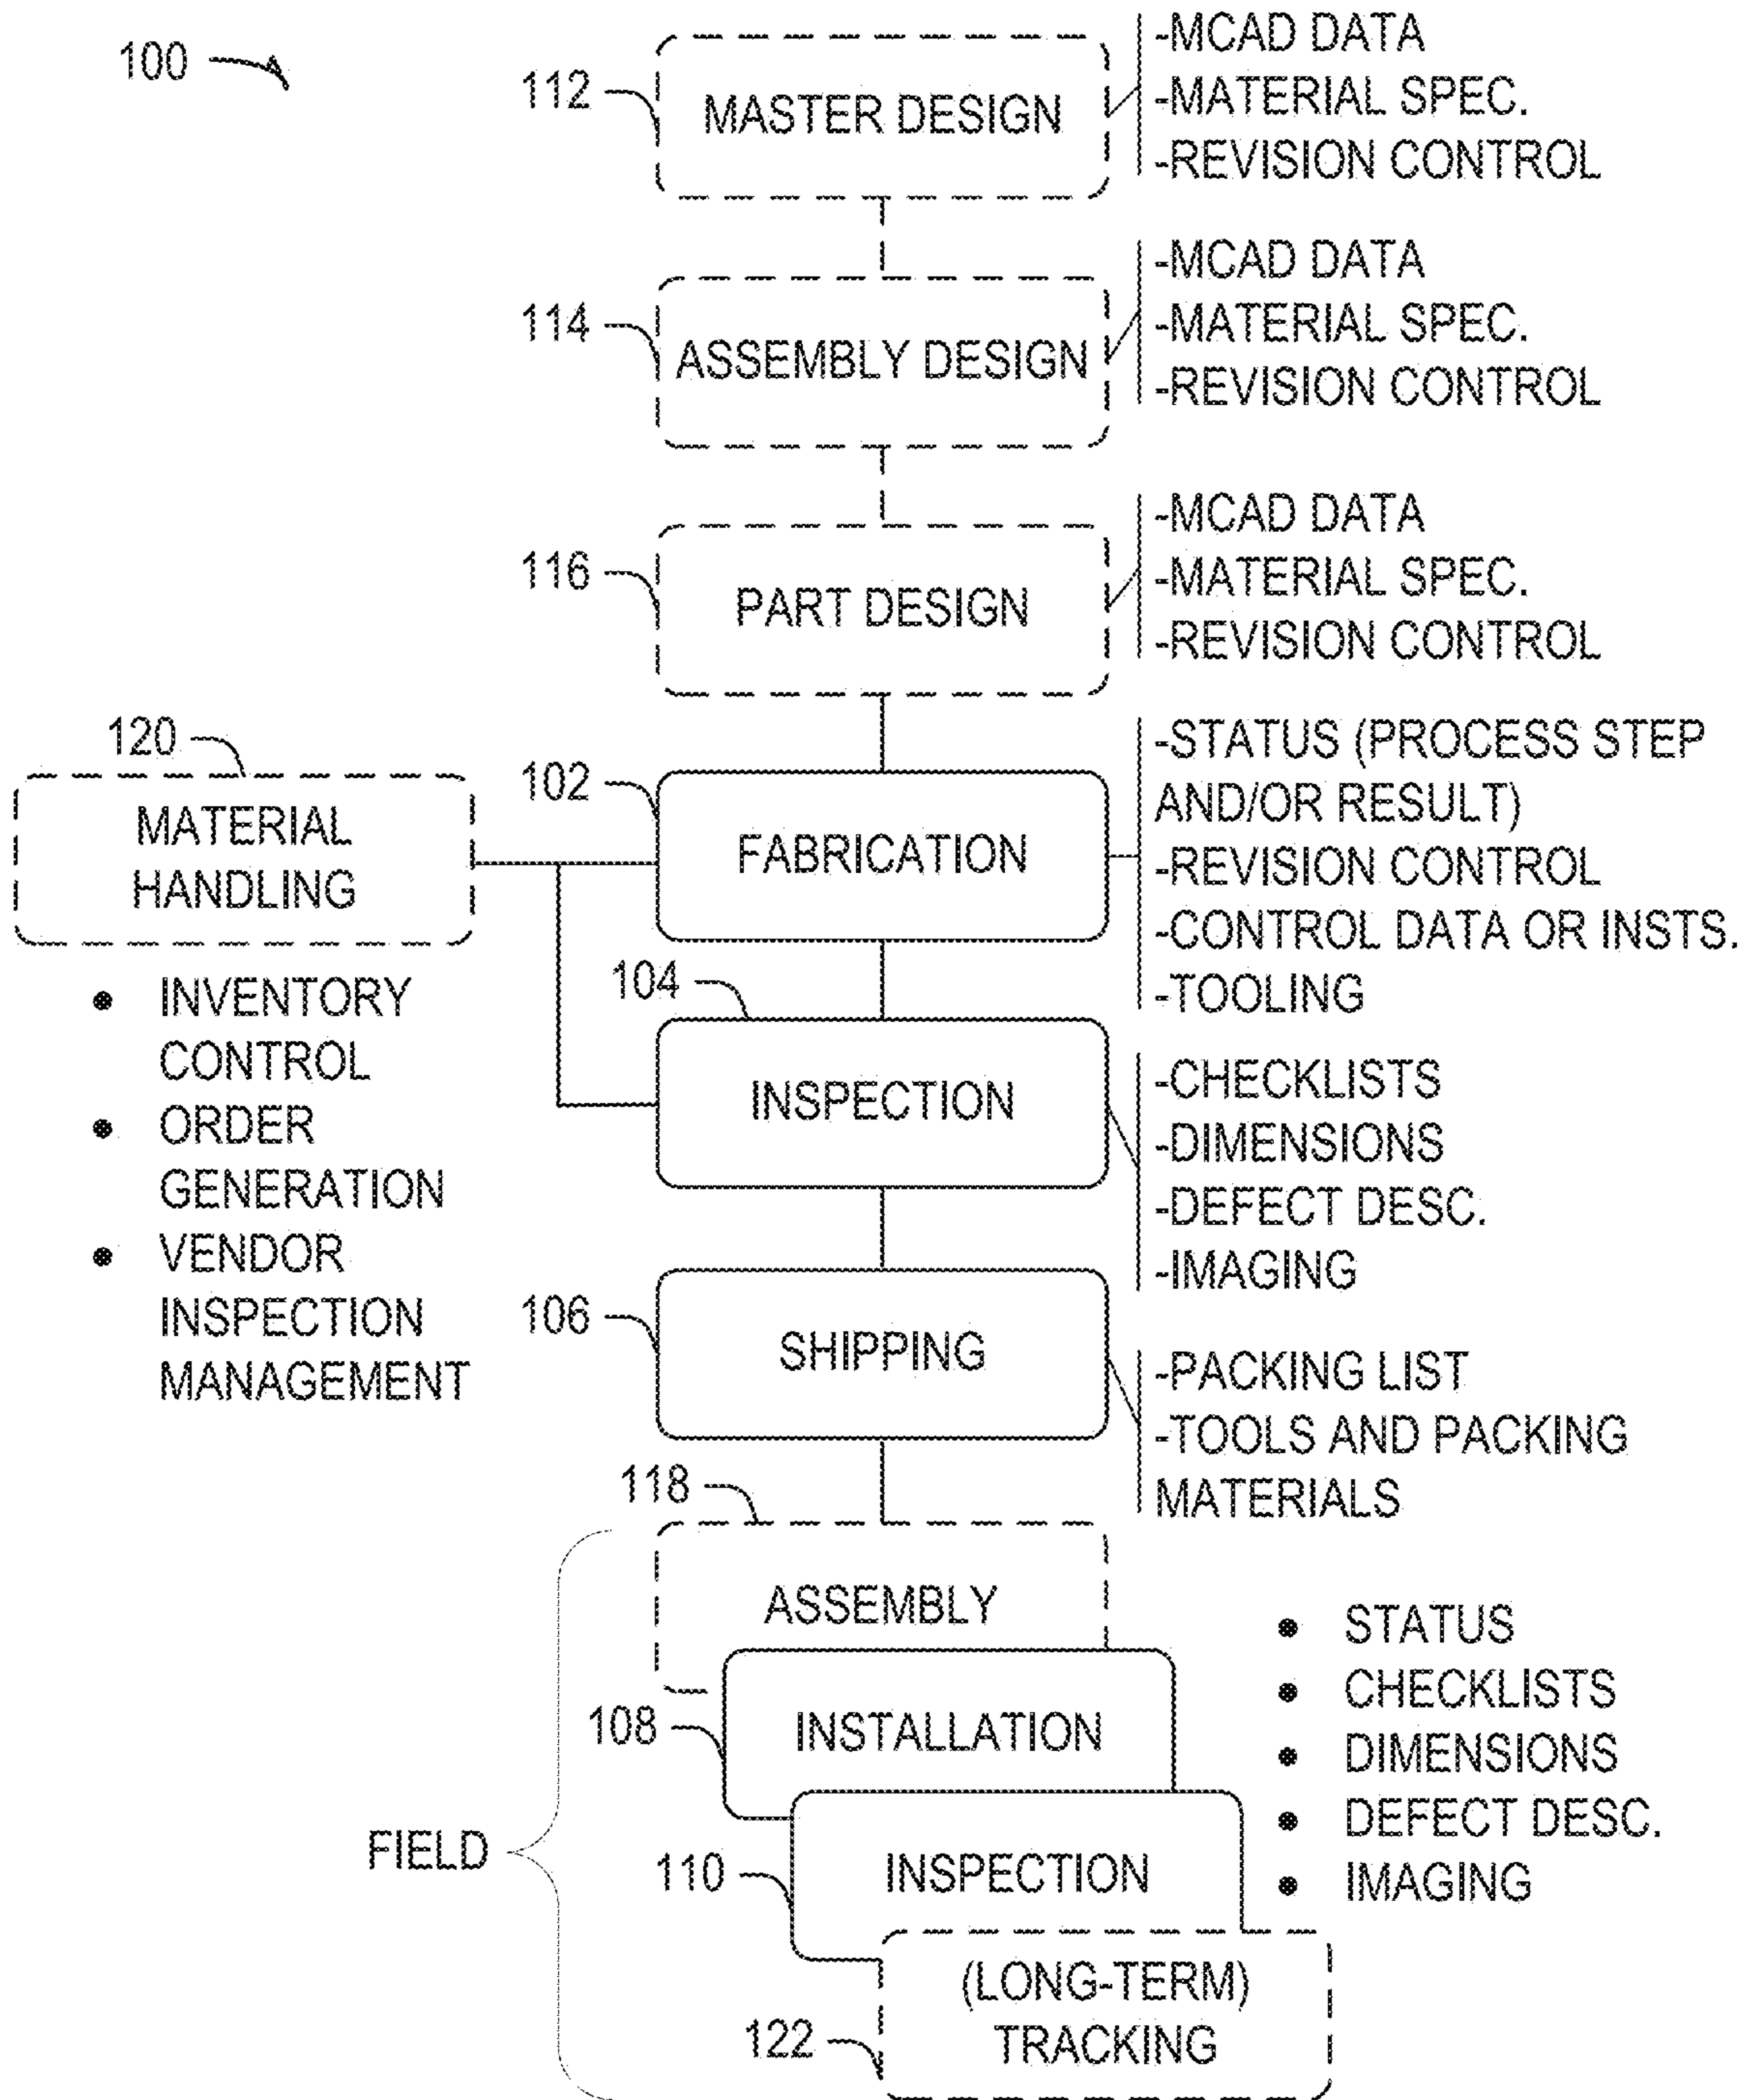 100
112
MASTER DESIGN
-MCAD DATA
-MATERIAL SPEC.
-REVISION CONTROL
114
ASSEMBLY DESIGN
-MCAD DATA
-MATERIAL SPEC.
-REVISION CONTROL
116
PART DESIGN
-MCAD DATA
-MATERIAL SPEC.
-REVISION CONTROL
120
MATERIAL
HANDLING
• INVENTORY
CONTROL
• ORDER
GENERATION
• VENDOR
INSPECTION
MANAGEMENT
102
FABRICATION
-STATUS (PROCESS STEP
AND/OR RESULT)
-REVISION CONTROL
-CONTROL DATA OR INSTS.
-TOOLING
104
INSPECTION
-CHECKLISTS
-DIMENSIONS
-DEFECT DESC.
-IMAGING
106
SHIPPING
-PACKING LIST
-TOOLS AND PACKING
MATERIALS
FIELD
118
ASSEMBLY
108
INSTALLATION
110
INSPECTION
122
(LONG-TERM)
TRACKING
• STATUS
• CHECKLISTS
• DIMENSIONS
• DEFECT DESC.
• IMAGING